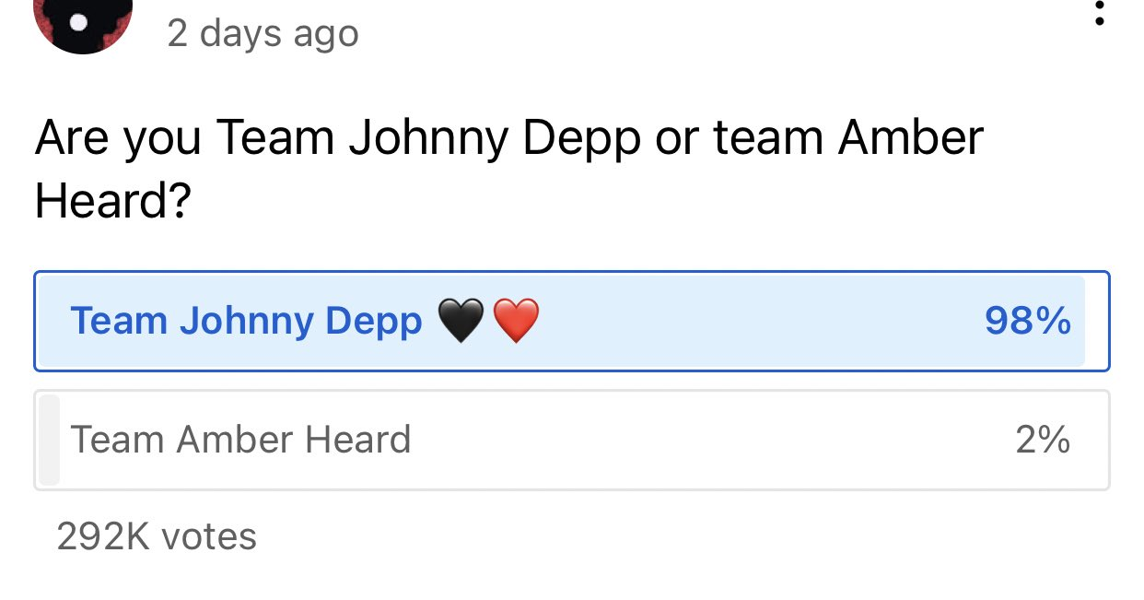 2 days ago
Are you Team Johnny Depp or team Amber
Heard?
Team Johnny Depp 🖤❤️ 98%
Team Amber Heard 2%
292K votes